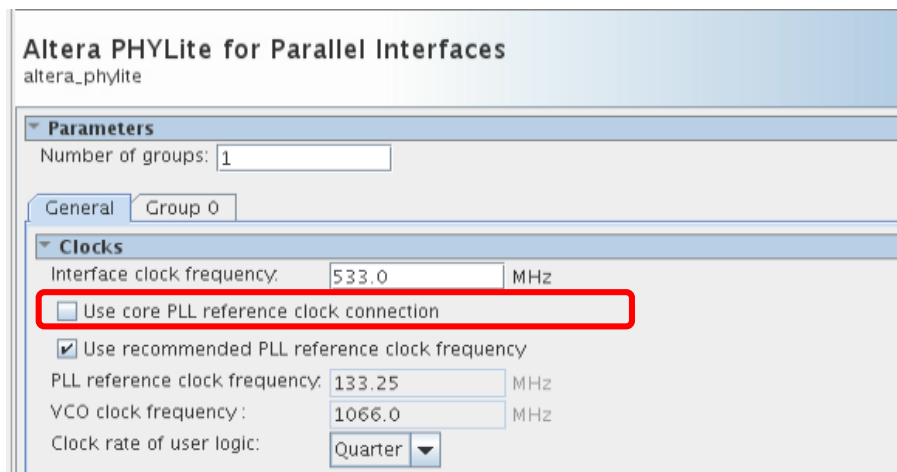 Altera PHYLite for Parallel Interfaces
altera_phylite
Parameters
Number of groups: 1
General Group 0
Clocks
Interface clock frequency: 533.0 MHz
Use core PLL reference clock connection
Use recommended PLL reference clock frequency
PLL reference clock frequency: 133.25 MHz
VCO clock frequency : 1066.0 MHz
Clock rate of user logic: Quarter